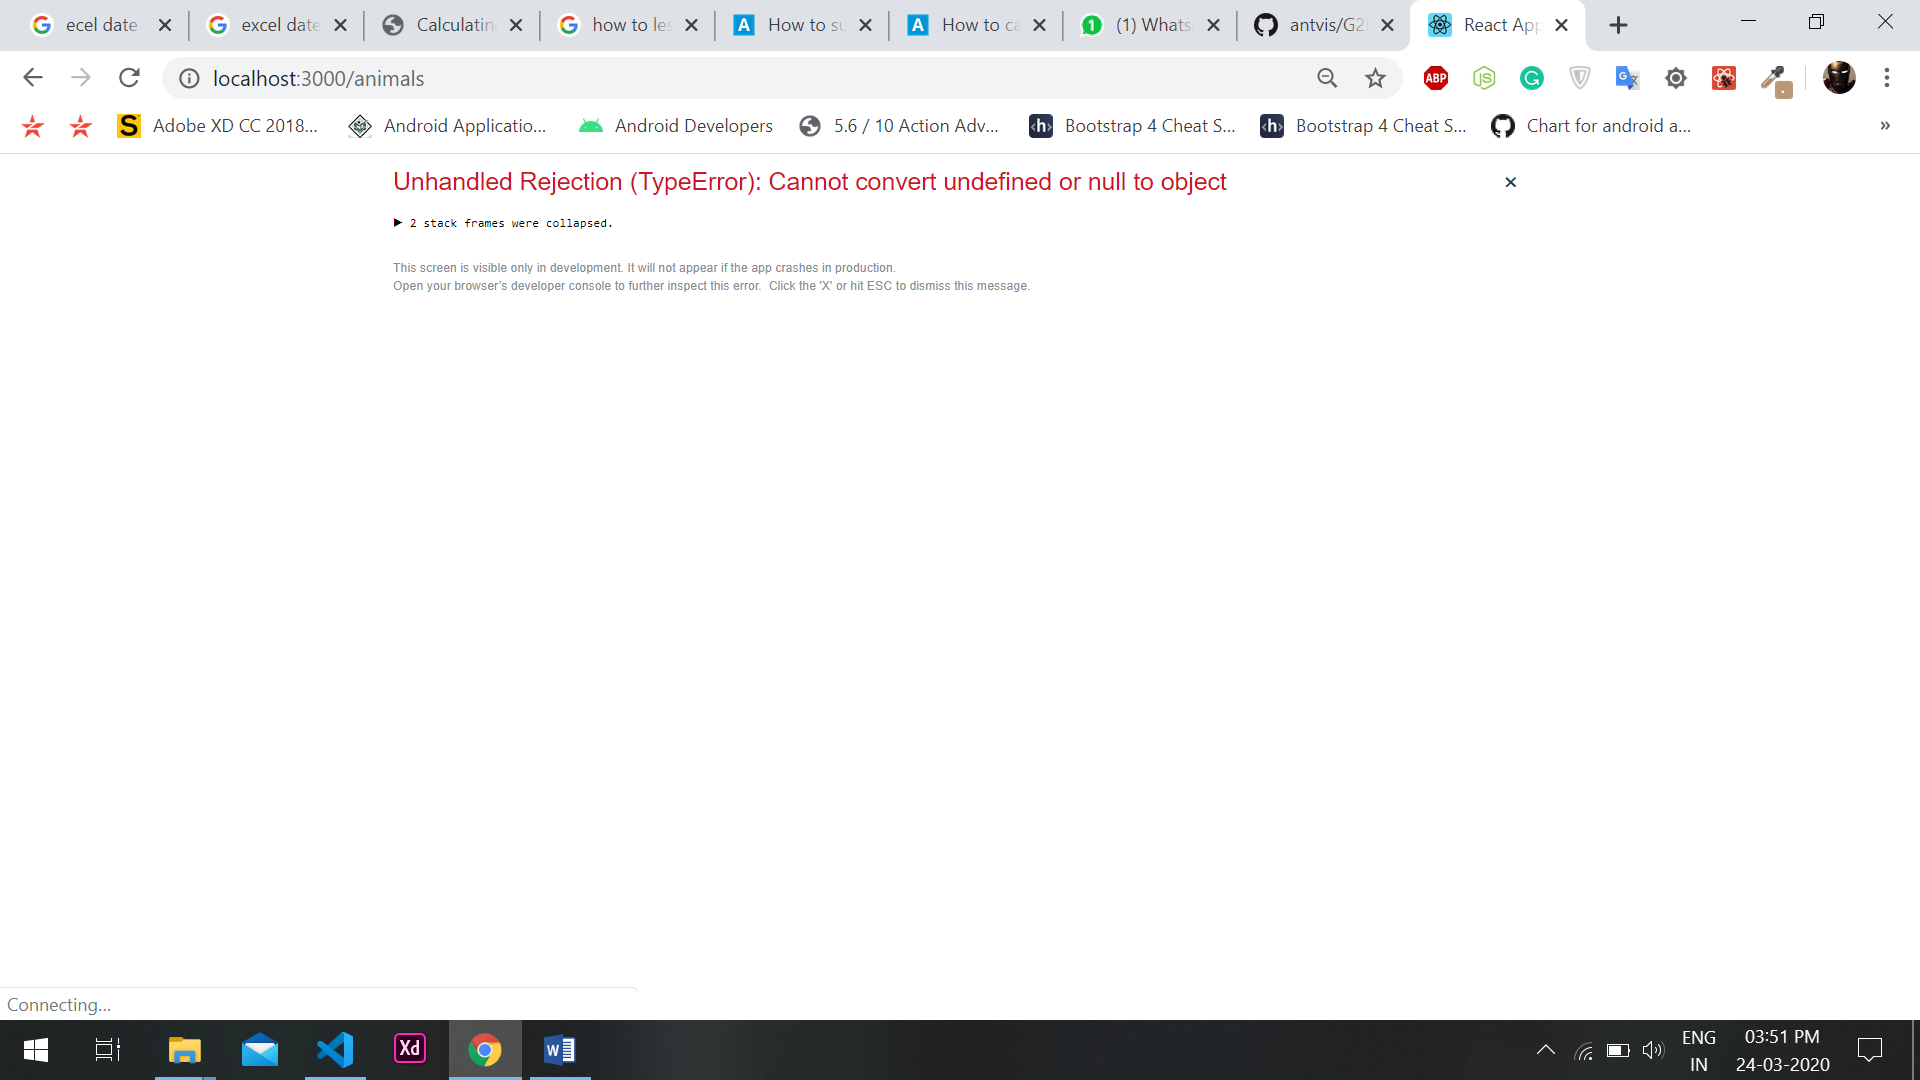 ecel date
excel date
Calculatin
how to les
How to su
How to ca
1 (1) Whats
antvis/G2
React App
localhost:3000/animals
ABP
S Adobe XD CC 2018...
Android Applicatio...
Android Developers
5.6 / 10 Action Adv...
<h> Bootstrap 4 Cheat S...
<h> Bootstrap 4 Cheat S...
Chart for android a...
»
Unhandled Rejection (TypeError): Cannot convert undefined or null to object
▶ 2 stack frames were collapsed.
This screen is visible only in development. It will not appear if the app crashes in production.
Open your browser's developer console to further inspect this error.  Click the 'X' or hit ESC to dismiss this message.
Connecting...
Xd
W
ENG
IN
03:51 PM
24-03-2020